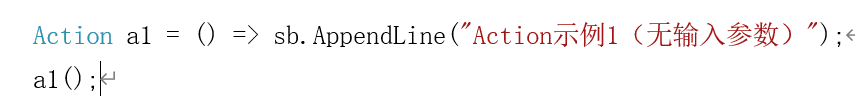 Action a1 = () => sb.AppendLine("Action示例1（无输入参数）");
a1();